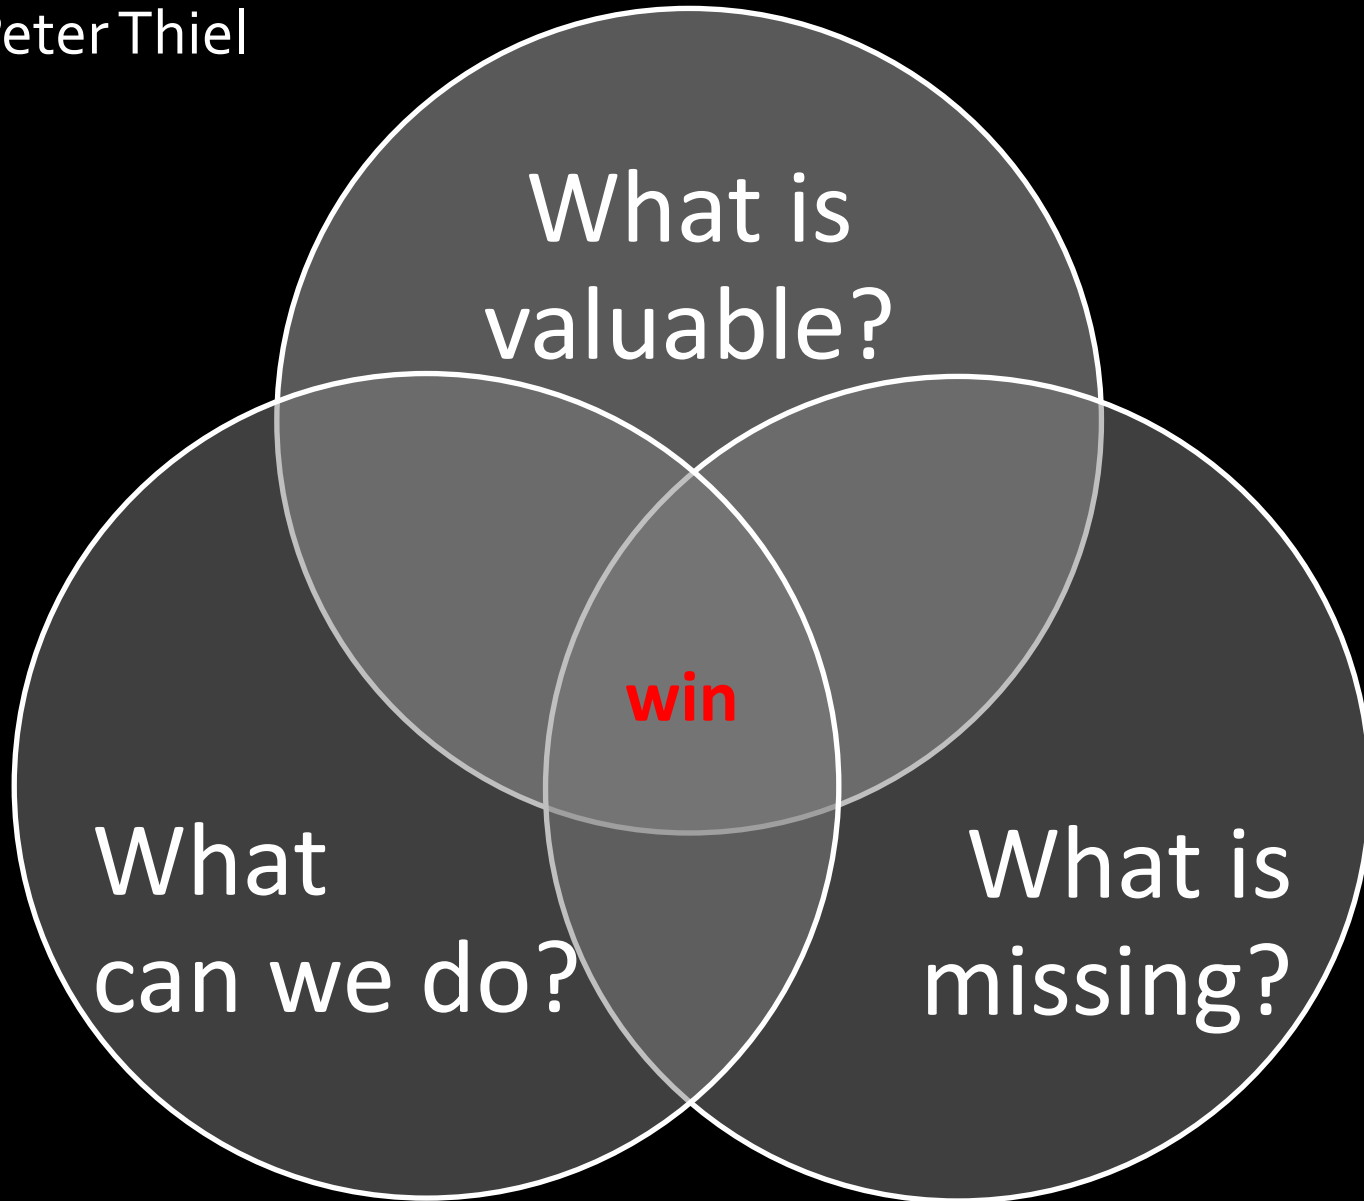 eter Thiel
What is
valuable?
win
What
can we do?
What is
missing?